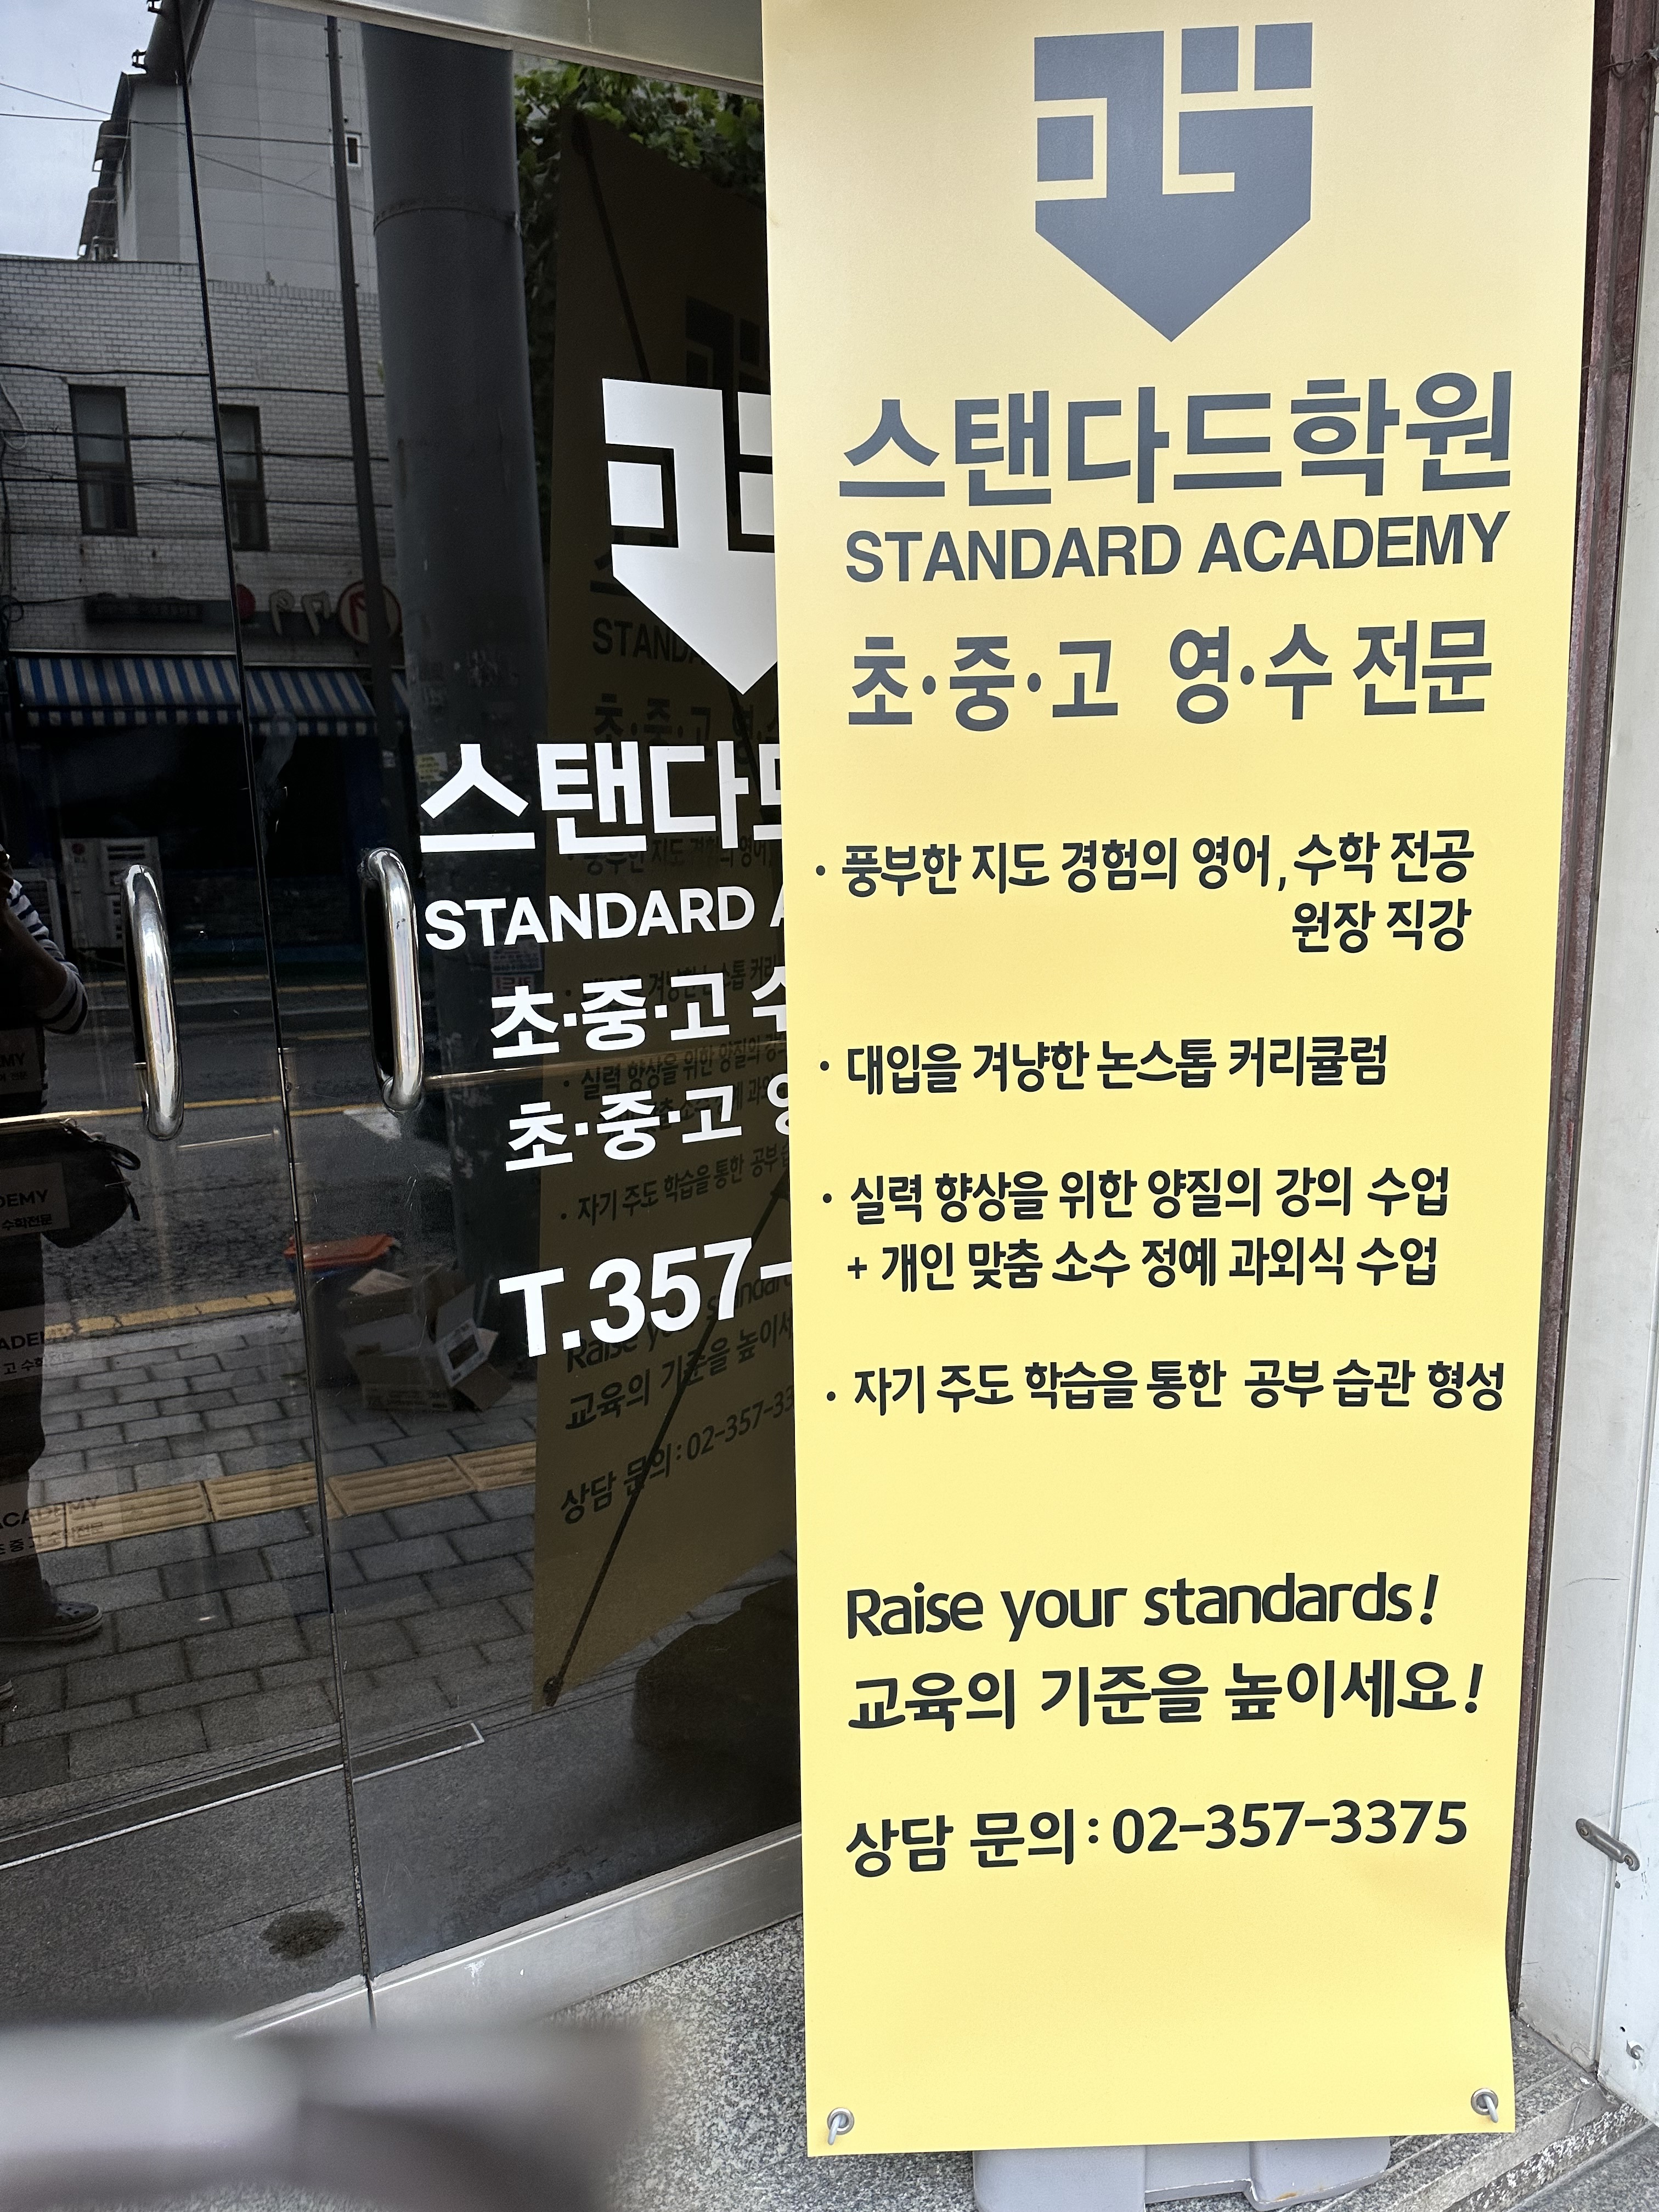 스탠다드학원
STANDARD ACADEMY
초·중·고 영·수 전문
· 풍부한 지도 경험의 영어, 수학 전공
원장 직강
· 대입을 겨냥한 논스톱 커리큘럼
· 실력 향상을 위한 양질의 강의 수업
+ 개인 맞춤 소수 정예 과외식 수업
· 자기 주도 학습을 통한 공부 습관 형성
Raise your standards!
교육의 기준을 높이세요!
상담 문의 : 02-357-3375
스탠다드
STANDARD A
초·중·고 수
초·중·고 영
T.357-